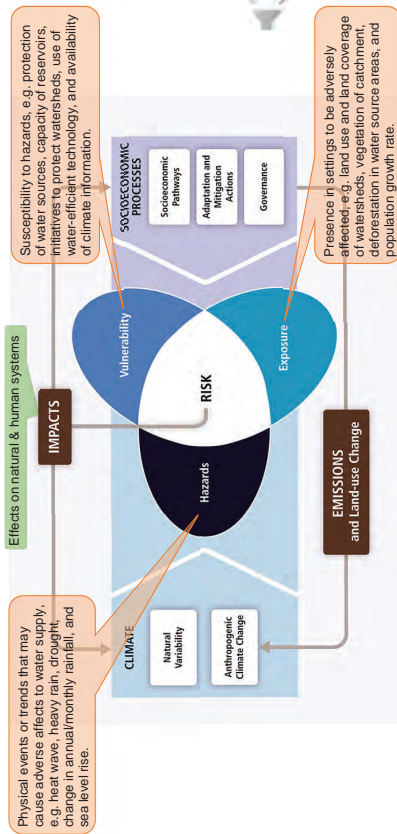 Effects on natural & human systems
Physical events or trends that may
cause adverse affects to water supply,
e.g. heat wave, heavy rain, drought,
change in annual/monthly rainfall, and
sea level rise.
IMPACTS
Susceptibility to hazards, e.g. protection
of water sources, capacity of reservoirs,
initiatives to protect watersheds, use of
water-efficient technology, and availability
of climate information.
CLIMATE
Natural
Variability
Anthropogenic
Climate Change
Hazards
Vulnerability
RISK
Exposure
SOCIOECONOMIC
PROCESSES
Socioeconomic
Pathways
Adaptation and
Mitigation
Actions
Governance
Presence in settings to be adversely
affected, e.g. land use and land coverage
of watersheds, vegetation of catchment,
deforestation in water source areas, and
population growth rate.
EMISSIONS
and Land-use Change